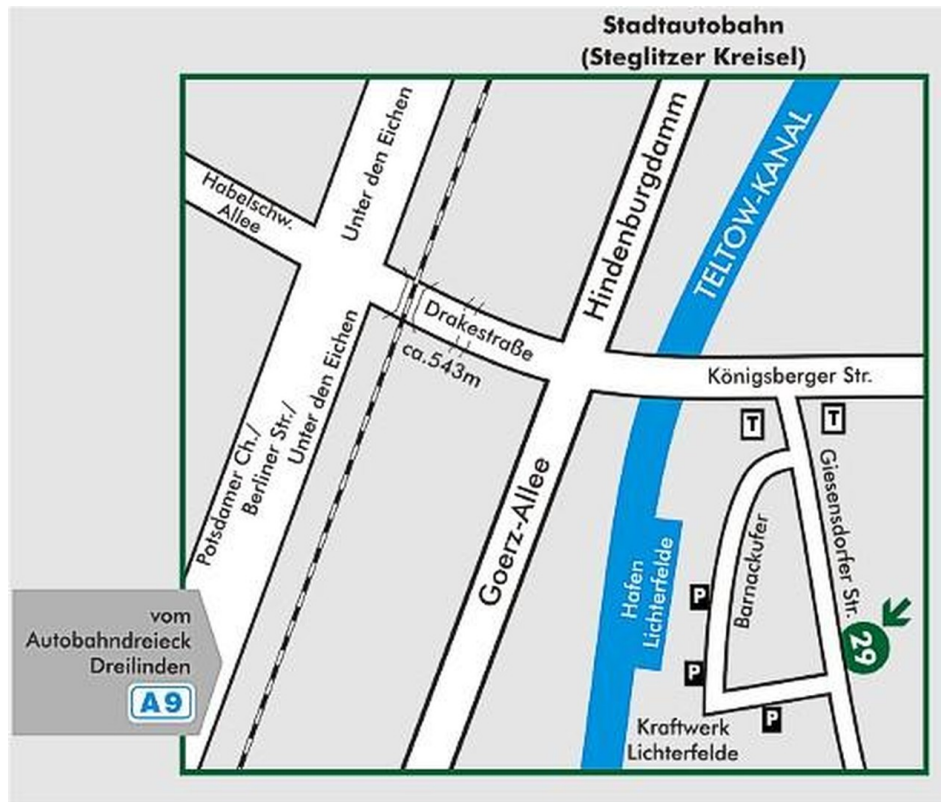 Stadtautobahn
(Steglitzer Kreisel)
Habelschw.
Allee
Unter den Eichen
Hindenburgdamm
TELTOW-KANAL
Drakestraße
ca.543m
Königsberger Str.
T
T
Potsdamer Ch./
Berliner Str./
Unter den Eichen
Goerz-Allee
Giesensdorfer Str.
Barnackufer
Hafen
Lichterfelde
P
P
P
29
vom
Autobahndreieck
Dreilinden
A9
Kraftwerk
Lichterfelde